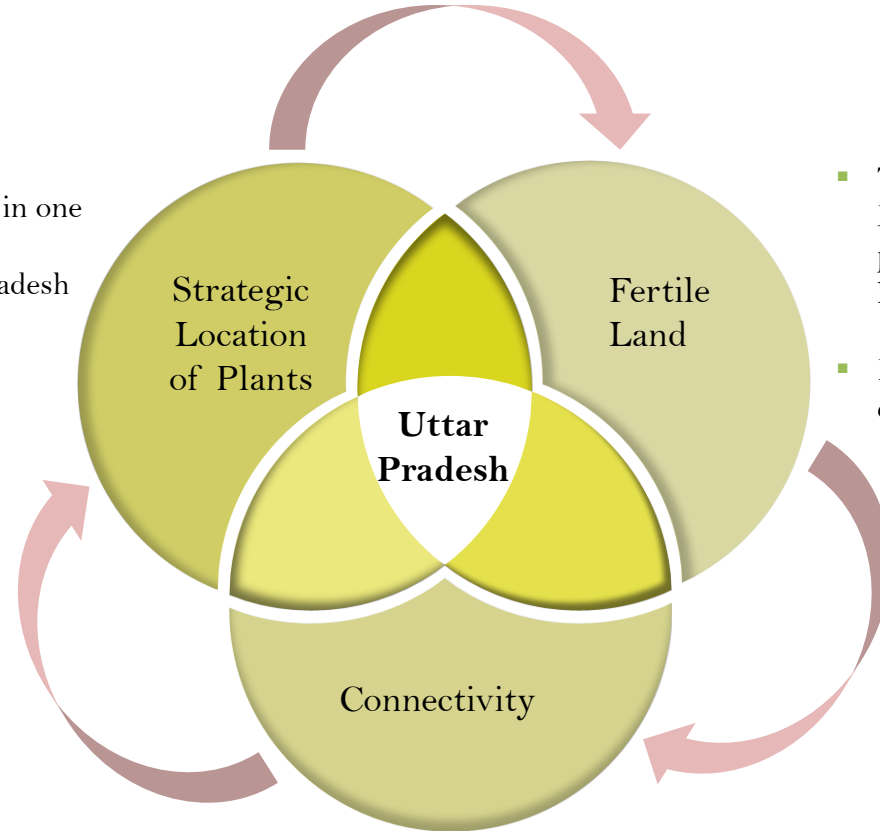 in one
adesh
Strategic
Location
of Plants
Fertile
Land
Uttar
Pradesh
Connectivity